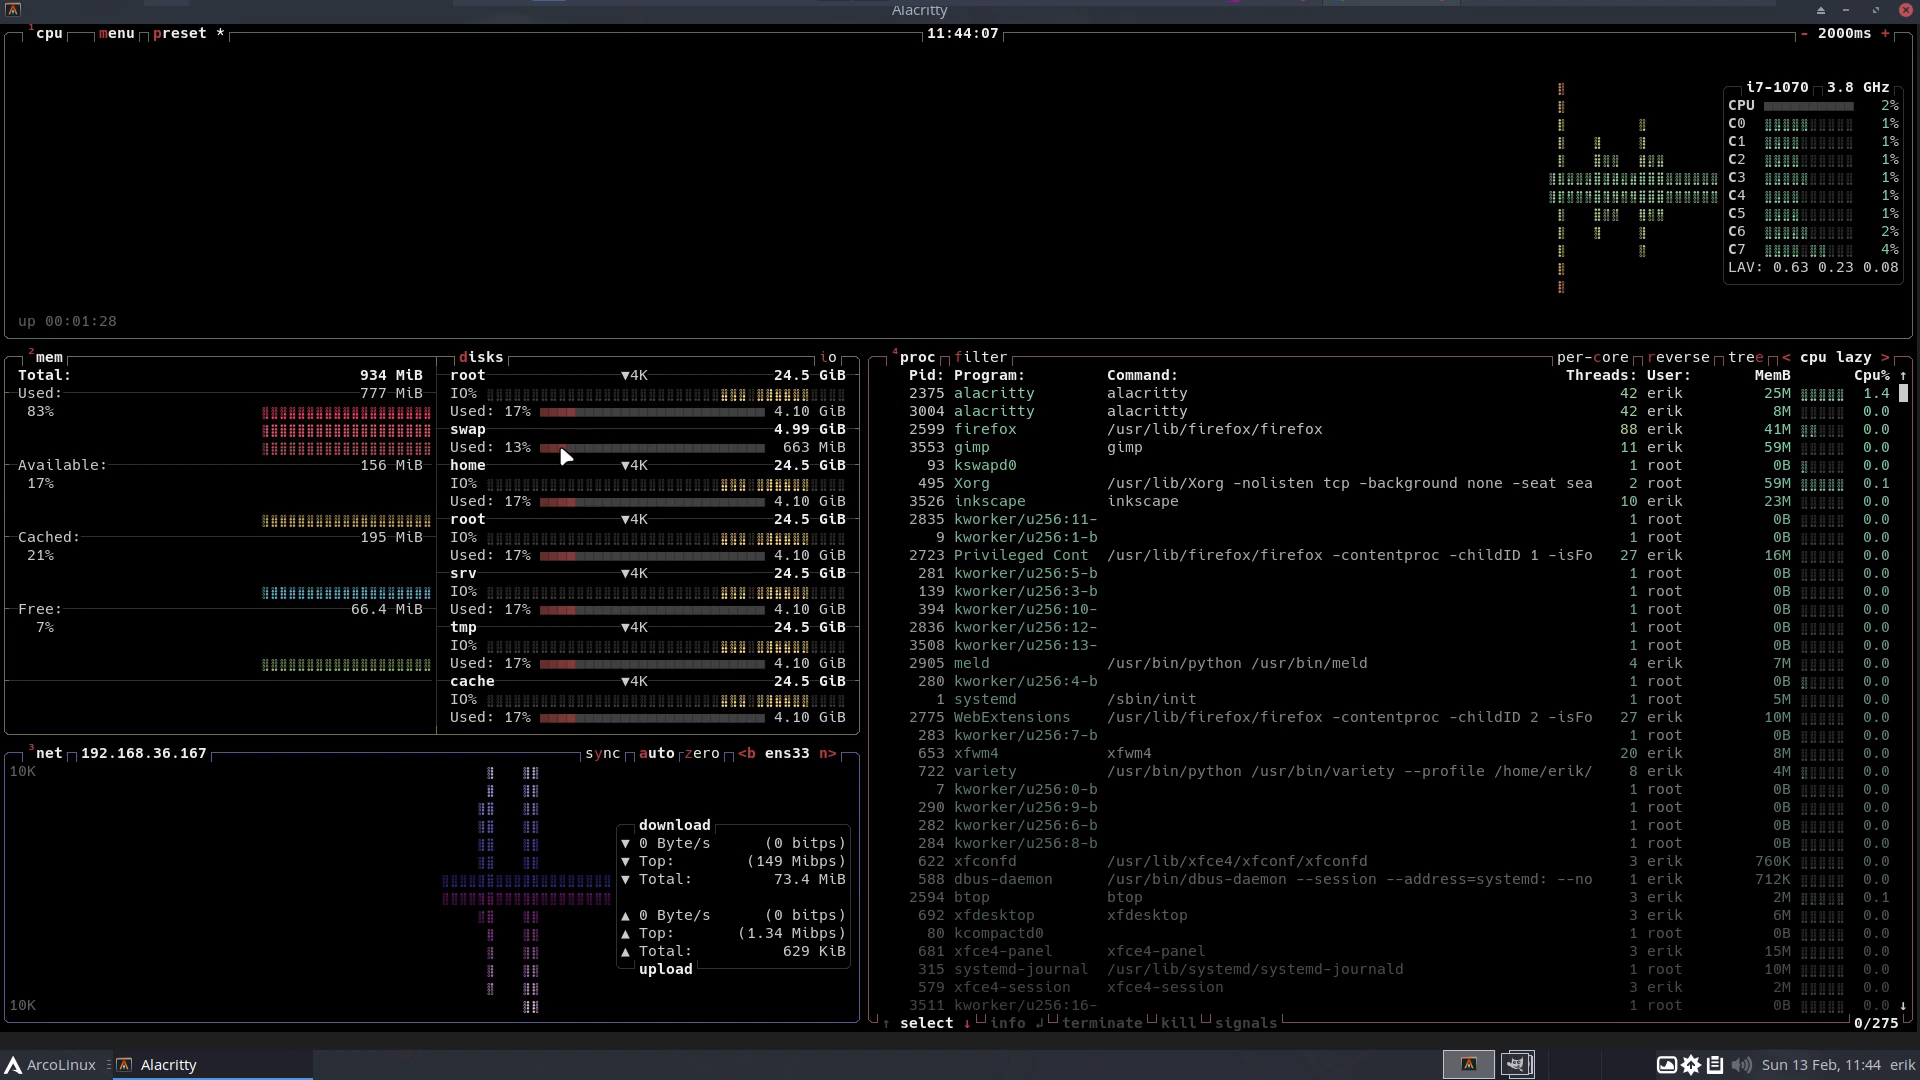 Alacritty
1cpu menu preset * 11:44:07 - 2000ms +
i7-1070 3.8 GHz
CPU 2%
C0 1%
C1 1%
C2 1%
C3 1%
C4 1%
C5 1%
C6 2%
C7 4%
LAV: 0.63 0.23 0.08
up 00:01:28
2mem
Total: 934 MiB
Used: 777 MiB
83%
Available: 156 MiB
17%
Cached: 195 MiB
21%
Free: 66.4 MiB
7%
disks io
root ▼4K 24.5 GiB
IO%
Used: 17% 4.10 GiB
swap 4.99 GiB
Used: 13% 663 MiB
home ▼4K 24.5 GiB
IO%
Used: 17% 4.10 GiB
root ▼4K 24.5 GiB
IO%
Used: 17% 4.10 GiB
srv ▼4K 24.5 GiB
IO%
Used: 17% 4.10 GiB
tmp ▼4K 24.5 GiB
IO%
Used: 17% 4.10 GiB
cache ▼4K 24.5 GiB
IO%
Used: 17% 4.10 GiB
3net 192.168.36.167 sync auto zero <b ens33 n>
10K
download
▼ 0 Byte/s (0 bitps)
▼ Top: (149 Mibps)
▼ Total: 73.4 MiB
▲ 0 Byte/s (0 bitps)
▲ Top: (1.34 Mibps)
▲ Total: 629 KiB
upload
10K
4proc filter per-core reverse tree < cpu lazy >
Pid: Program: Command: Threads: User: MemB Cpu% ↑
2375 alacritty alacritty 42 erik 25M 1.4
3004 alacritty alacritty 42 erik 8M 0.0
2599 firefox /usr/lib/firefox/firefox 88 erik 41M 0.0
3553 gimp gimp 11 erik 59M 0.0
93 kswapd0 1 root 0B 0.0
495 Xorg /usr/lib/Xorg -nolisten tcp -background none -seat sea 2 root 59M 0.1
3526 inkscape inkscape 10 erik 23M 0.0
2835 kworker/u256:11- 1 root 0B 0.0
9 kworker/u256:1-b 1 root 0B 0.0
2723 Privileged Cont /usr/lib/firefox/firefox -contentproc -childID 1 -isFo 27 erik 16M 0.0
281 kworker/u256:5-b 1 root 0B 0.0
139 kworker/u256:3-b 1 root 0B 0.0
394 kworker/u256:10- 1 root 0B 0.0
2836 kworker/u256:12- 1 root 0B 0.0
3508 kworker/u256:13- 1 root 0B 0.0
2905 meld /usr/bin/python /usr/bin/meld 4 erik 7M 0.0
280 kworker/u256:4-b 1 root 0B 0.0
1 systemd /sbin/init 1 root 5M 0.0
2775 WebExtensions /usr/lib/firefox/firefox -contentproc -childID 2 -isFo 27 erik 10M 0.0
283 kworker/u256:7-b 1 root 0B 0.0
653 xfwm4 xfwm4 20 erik 8M 0.0
722 variety /usr/bin/python /usr/bin/variety --profile /home/erik/ 8 erik 4M 0.0
7 kworker/u256:0-b 1 root 0B 0.0
290 kworker/u256:9-b 1 root 0B 0.0
282 kworker/u256:6-b 1 root 0B 0.0
284 kworker/u256:8-b 1 root 0B 0.0
622 xfconfd /usr/lib/xfce4/xfconf/xfconfd 3 erik 760K 0.0
588 dbus-daemon /usr/bin/dbus-daemon --session --address=systemd: --no 1 erik 712K 0.0
2594 btop btop 3 erik 2M 0.1
692 xfdesktop xfdesktop 3 erik 6M 0.0
80 kcompactd0 1 root 0B 0.0
681 xfce4-panel xfce4-panel 3 erik 15M 0.0
315 systemd-journal /usr/lib/systemd/systemd-journald 1 root 10M 0.0
579 xfce4-session xfce4-session 3 erik 2M 0.0
3511 kworker/u256:16- 1 root 0B 0.0 ↓
↑ select ↓ info ↲ terminate kill signals 0/275
ArcoLinux Alacritty Sun 13 Feb, 11:44 erik